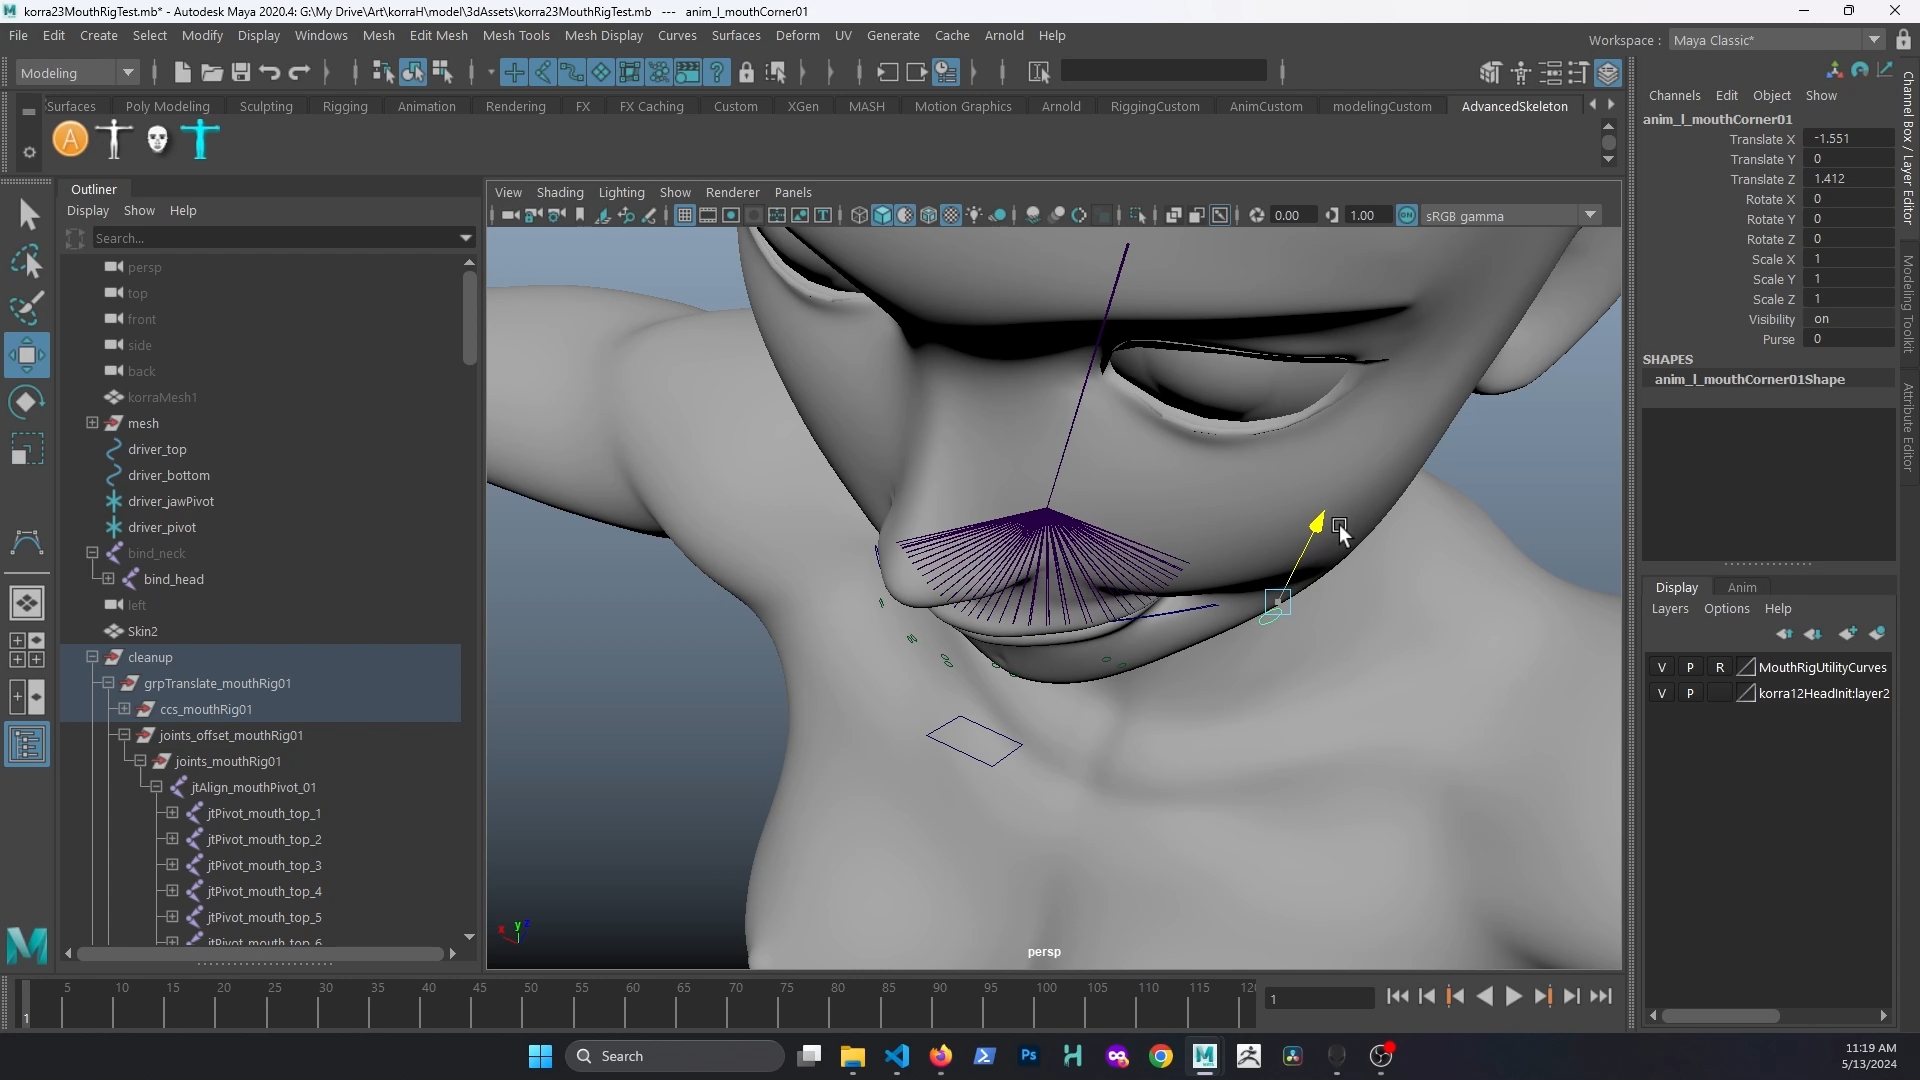 korra23MouthRigTest.mb* - Autodesk Maya 2020.4: G:\My Drive\Art\korraH\model\3dAssets\korra23MouthRigTest.mb --- anim_l_mouthCorner01
File Edit Create Select Modify Display Windows Mesh Edit Mesh Mesh Tools Mesh Display Curves Surfaces Deform UV Generate Cache Arnold Help
Workspace : Maya Classic*
Modeling
Surfaces Poly Modeling Sculpting Rigging Animation Rendering FX FX Caching Custom XGen MASH Motion Graphics Arnold RiggingCustom AnimCustom modelingCustom AdvancedSkeleton
A
Outliner
Display Show Help
Search...
persp
top
front
side
back
korraMesh1
mesh
driver_top
driver_bottom
driver_jawPivot
driver_pivot
bind_neck
bind_head
left
Skin2
cleanup
grpTranslate_mouthRig01
ccs_mouthRig01
joints_offset_mouthRig01
joints_mouthRig01
jtAlign_mouthPivot_01
jtPivot_mouth_top_1
jtPivot_mouth_top_2
jtPivot_mouth_top_3
jtPivot_mouth_top_4
jtPivot_mouth_top_5
jtPivot_mouth_top_6
View Shading Lighting Show Renderer Panels
0.00 1.00 ON sRGB gamma
x y z
persp
Channels Edit Object Show
anim_l_mouthCorner01
Translate X -1.551
Translate Y 0
Translate Z 1.412
Rotate X 0
Rotate Y 0
Rotate Z 0
Scale X 1
Scale Y 1
Scale Z 1
Visibility on
Purse 0
SHAPES
anim_l_mouthCorner01Shape
Display Anim
Layers Options Help
V P R MouthRigUtilityCurves
V P korra12HeadInit:layer2
Channel Box / Layer Editor
Modeling Toolkit
Attribute Editor
5 10 15 20 25 30 35 40 45 50 55 60 65 70 75 80 85 90 95 100 105 110 115 12
1
1
Search
Ps
11:19 AM
5/13/2024